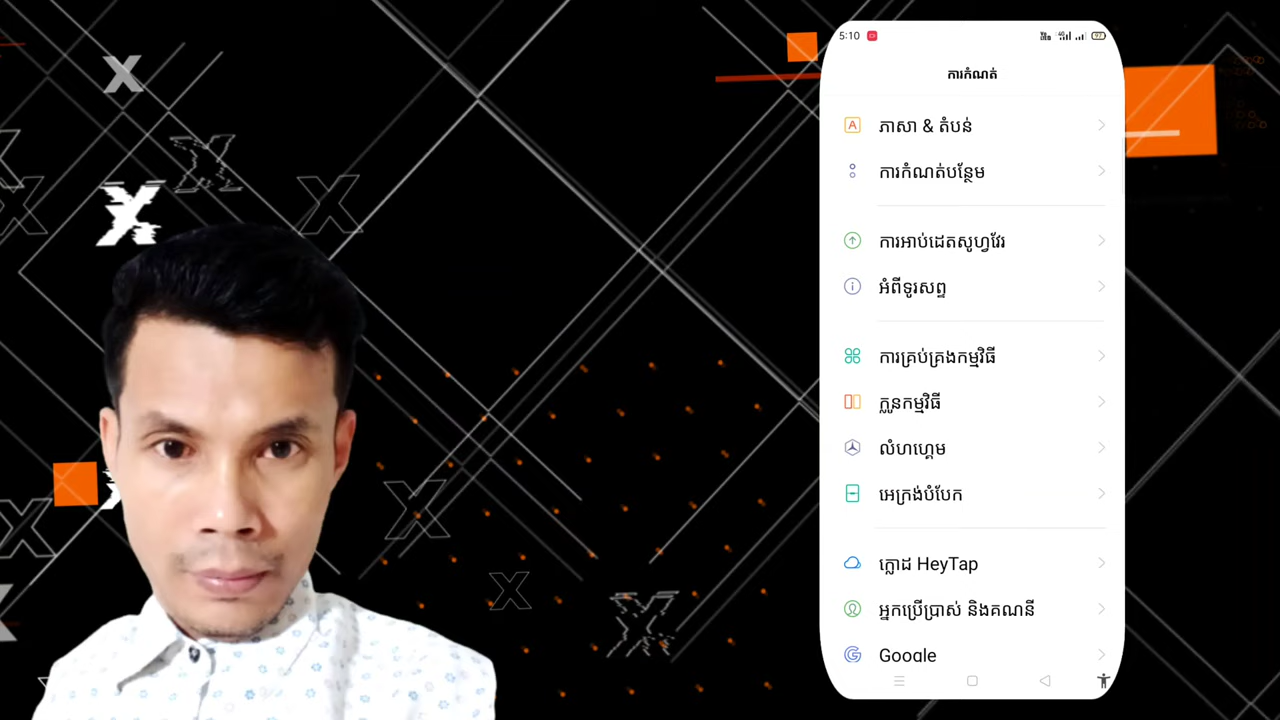 5:10
ការកំណត់
ភាសា & តំបន់
ការកំណត់បន្ថែម
ការអាប់ដេតសូហ្វវែរ
អំពីទូរសព្ទ
ការគ្រប់គ្រងកម្មវិធី
ក្លូនកម្មវិធី
លំហហ្គេម
អេក្រង់បំបែក
ក្លោដ HeyTap
អ្នកប្រើប្រាស់ និងគណនី
Google